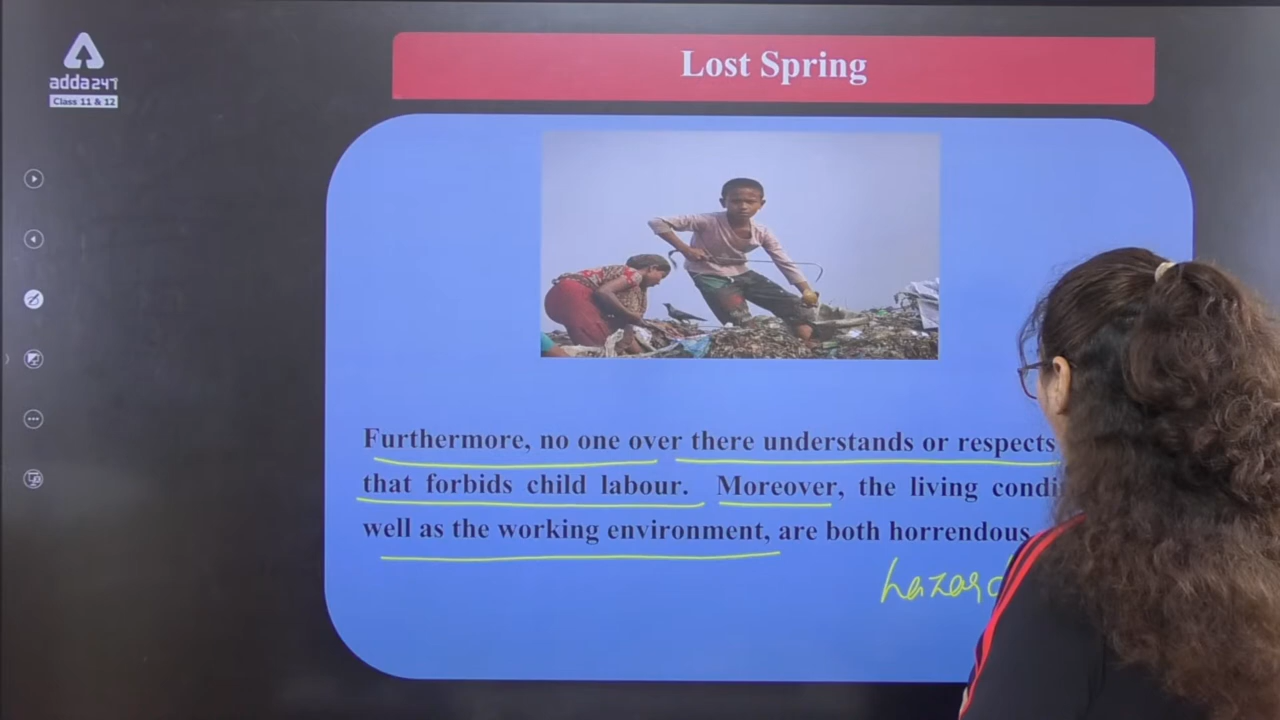 adda247
Class 11 & 12
Lost Spring
Furthermore, no one over there understands or respects
that forbids child labour. Moreover, the living
well as the working environment, are both horrendous